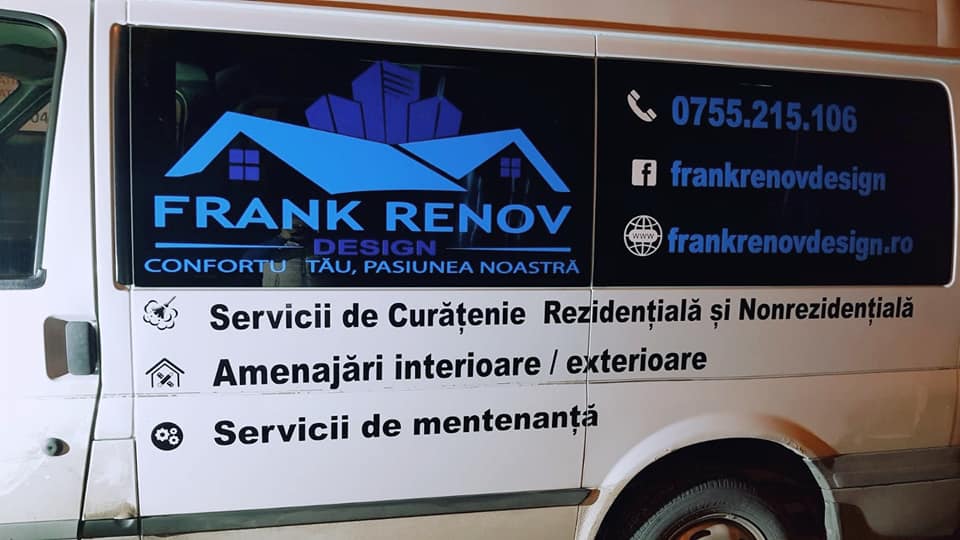 FRANK RENOV
DESIGN
CONFORTU TĂU, PASIUNEA NOASTRĂ
0755.215.106
frankrenovdesign
www
frankrenovdesign.ro
Servicii de Curățenie Rezidențială și Nonrezidențială
Amenajări interioare / exterioare
Servicii de mentenanță